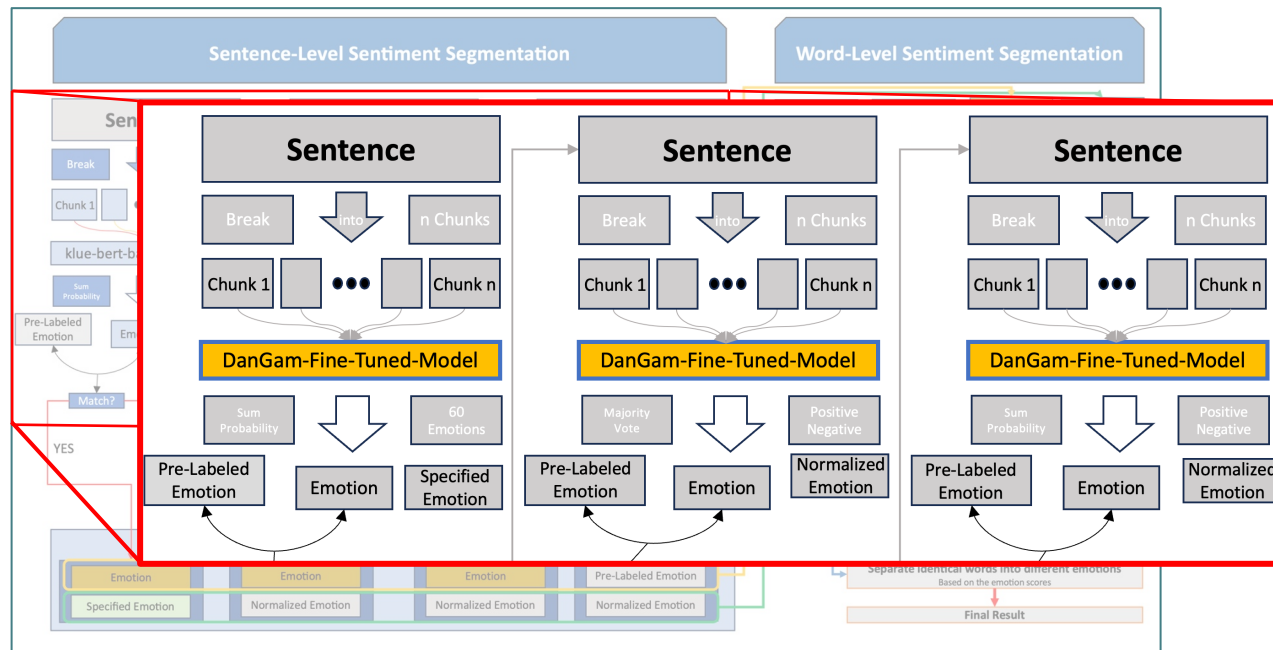 Sentence-Level Sentiment Segmentation
Word-Level Sentiment Segmentation
Sen
Break
Chunk 1
klue-bert-ba
Sum
Probability
Pre-Labeled
Emotion
Em
Match?
YES
Sentence
Break
into
n Chunks
Chunk 1
Chunk n
DanGam-Fine-Tuned-Model
Sum
Probability
60
Emotions
Pre-Labeled
Emotion
Emotion
Specified
Emotion
Sentence
Break
into
n Chunks
Chunk 1
Chunk n
DanGam-Fine-Tuned-Model
Majority
Vote
Positive
Negative
Pre-Labeled
Emotion
Emotion
Normalized
Emotion
Sentence
Break
into
n Chunks
Chunk 1
Chunk n
DanGam-Fine-Tuned-Model
Sum
Probability
Positive
Negative
Pre-Labeled
Emotion
Emotion
Normalized
Emotion
Emotion
Emotion
Emotion
Pre-Labeled Emotion
Specified Emotion
Normalized Emotion
Normalized Emotion
Normalized Emotion
Separate identical words into different emotions
Based on the emotion scores
Final Result